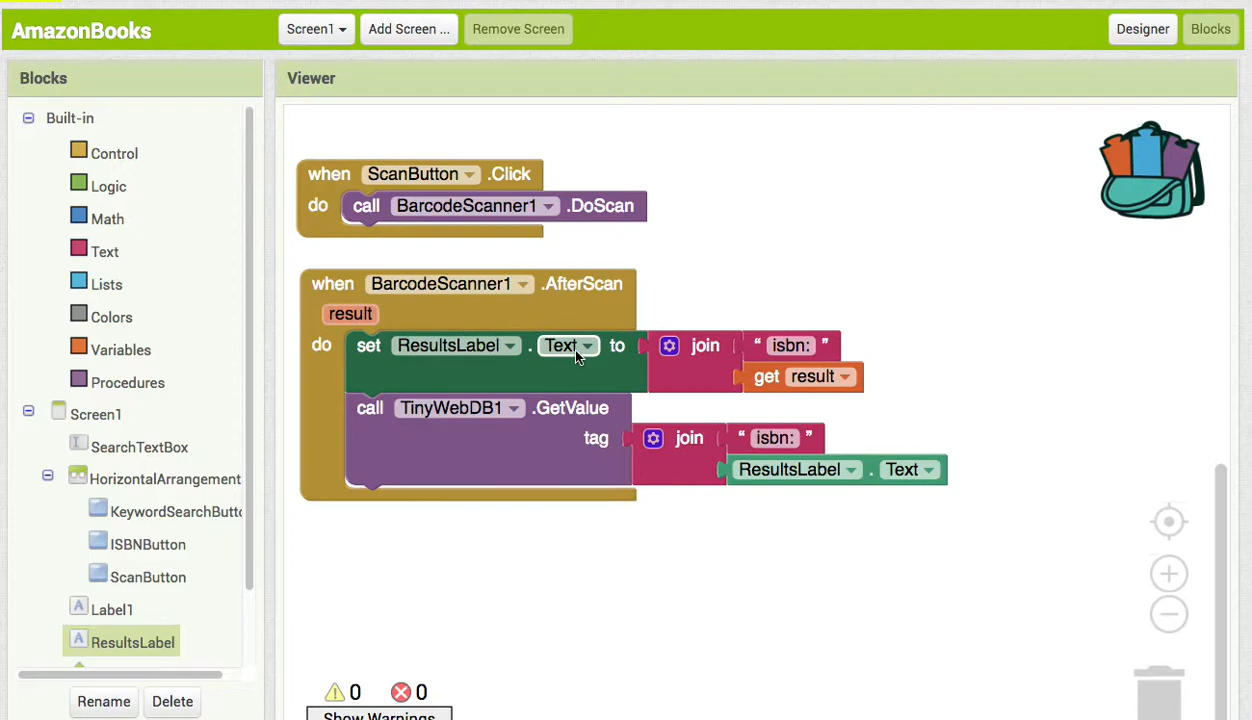 AmazonBooks Screen1 Add Screen ... Remove Screen Designer Blocks
Blocks
Viewer
Built-in
Control
Logic
Math
Text
Lists
Colors
Variables
Procedures
Screen1
SearchTextBox
HorizontalArrangement
KeywordSearchButto
ISBNButton
ScanButton
Label1
ResultsLabel
Rename Delete
when ScanButton .Click
do call BarcodeScanner1 .DoScan
when BarcodeScanner1 .AfterScan
result
do set ResultsLabel . Text to join “ isbn: ”
get result
call TinyWebDB1 .GetValue
tag join “ isbn: ”
ResultsLabel . Text
0 0
Show Warnings